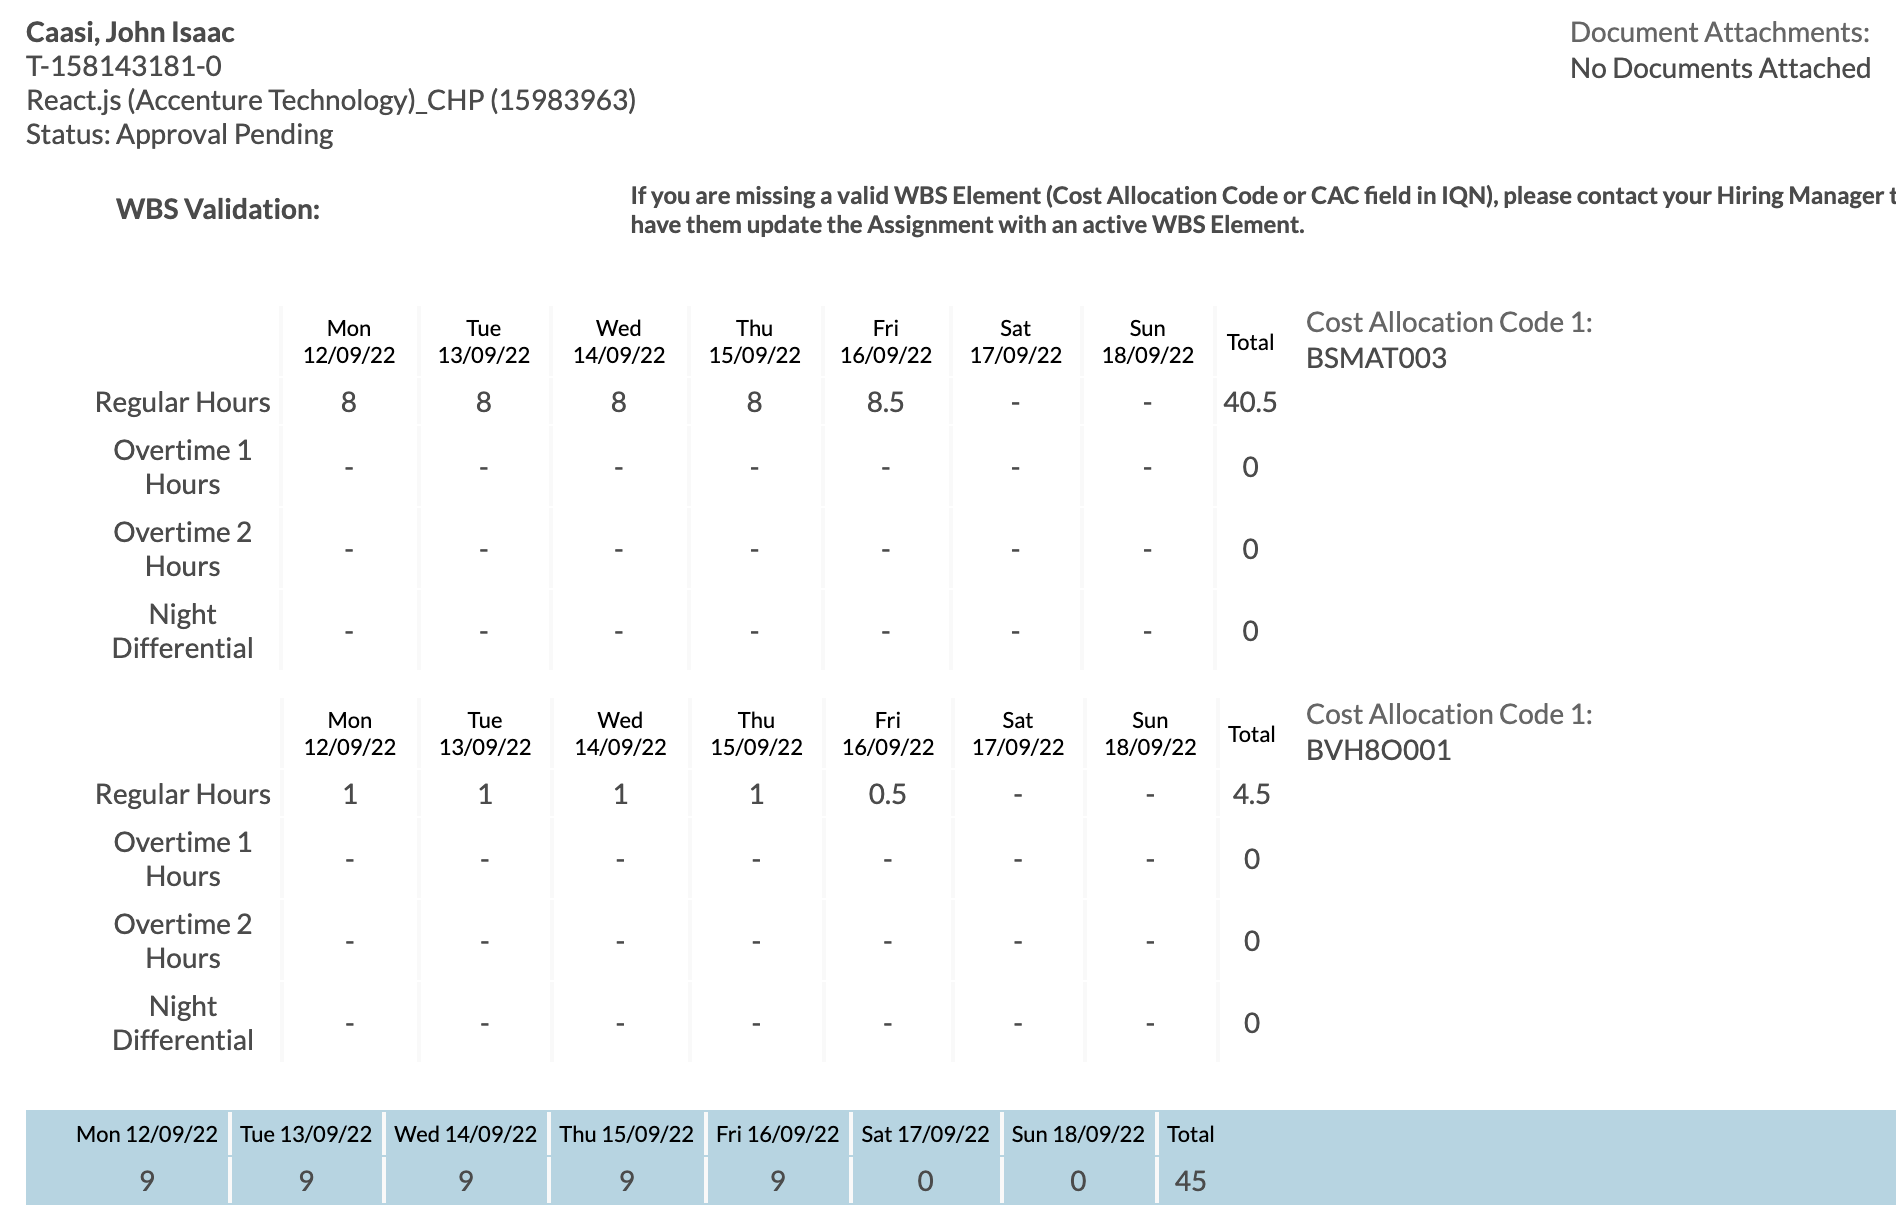 Caasi, John Isaac
T-158143181-0
React.js (Accenture Technology)_CHP (15983963)
Status: Approval Pending
Document Attachments:
No Documents Attached
WBS Validation:
If you are missing a valid WBS Element (Cost Allocation Code or CAC field in IQN), please contact your Hiring Manager t
have them update the Assignment with an active WBS Element.
Mon 12/09/22 Tue 13/09/22 Wed 14/09/22 Thu 15/09/22 Fri 16/09/22 Sat 17/09/22 Sun 18/09/22 Total
Regular Hours 8 8 8 8 8.5 - - 40.5
Overtime 1 Hours - - - - - - - 0
Overtime 2 Hours - - - - - - - 0
Night Differential - - - - - - - 0
Cost Allocation Code 1:
BSMAT003
Mon 12/09/22 Tue 13/09/22 Wed 14/09/22 Thu 15/09/22 Fri 16/09/22 Sat 17/09/22 Sun 18/09/22 Total
Regular Hours 1 1 1 1 0.5 - - 4.5
Overtime 1 Hours - - - - - - - 0
Overtime 2 Hours - - - - - - - 0
Night Differential - - - - - - - 0
Cost Allocation Code 1:
BVH8O001
Mon 12/09/22 Tue 13/09/22 Wed 14/09/22 Thu 15/09/22 Fri 16/09/22 Sat 17/09/22 Sun 18/09/22 Total
9 9 9 9 9 0 0 45